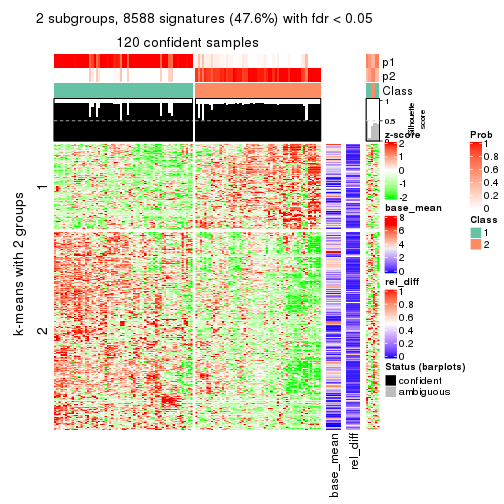 2 subgroups, 8588 signatures (47.6%) with fdr < 0.05
120 confident samples
p1
p2
Class
1
0.5
0
Silhouette
score
k-means with 2 groups
1
2
base_mean
rel_diff
z-score
2
1
0
-1
-2
base_mean
8
6
4
2
0
rel_diff
1
0.8
0.6
0.4
0.2
0
Status (barplots)
confident
ambiguous
Prob
1
0.8
0.6
0.4
0.2
0
Class
1
2